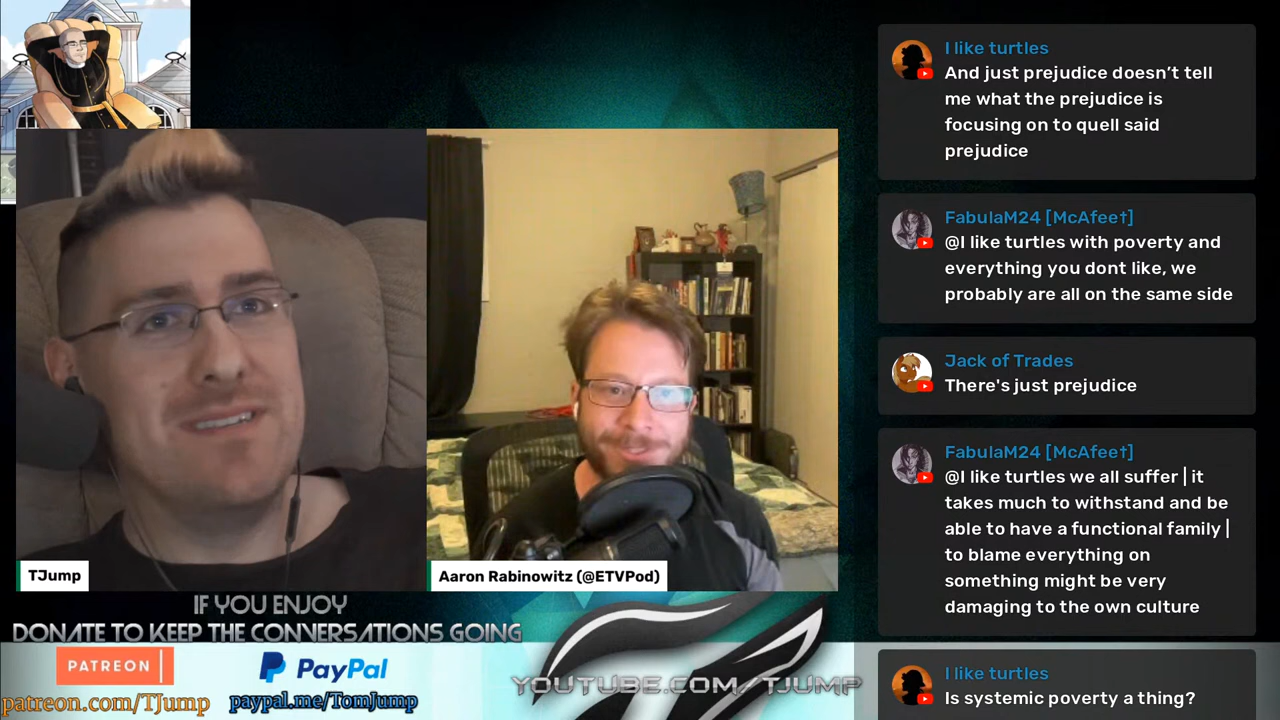 I like turtles
And just prejudice doesn’t tell
me what the prejudice is
focusing on to quell said
prejudice
FabulaM24 [McAfee†]
@I like turtles with poverty and
everything you dont like, we
probably are all on the same side
Jack of Trades
There's just prejudice
FabulaM24 [McAfee†]
@I like turtles we all suffer | it
takes much to withstand and be
able to have a functional family |
to blame everything on
something might be very
damaging to the own culture
I like turtles
Is systemic poverty a thing?
TJump
Aaron Rabinowitz (@ETVPod)
IF YOU ENJOY
DONATE TO KEEP THE CONVERSATIONS GOING
PATREON
PayPal
patreon.com/TJump
paypal.me/TomJump
YOUTUBE.COM/TJUMP